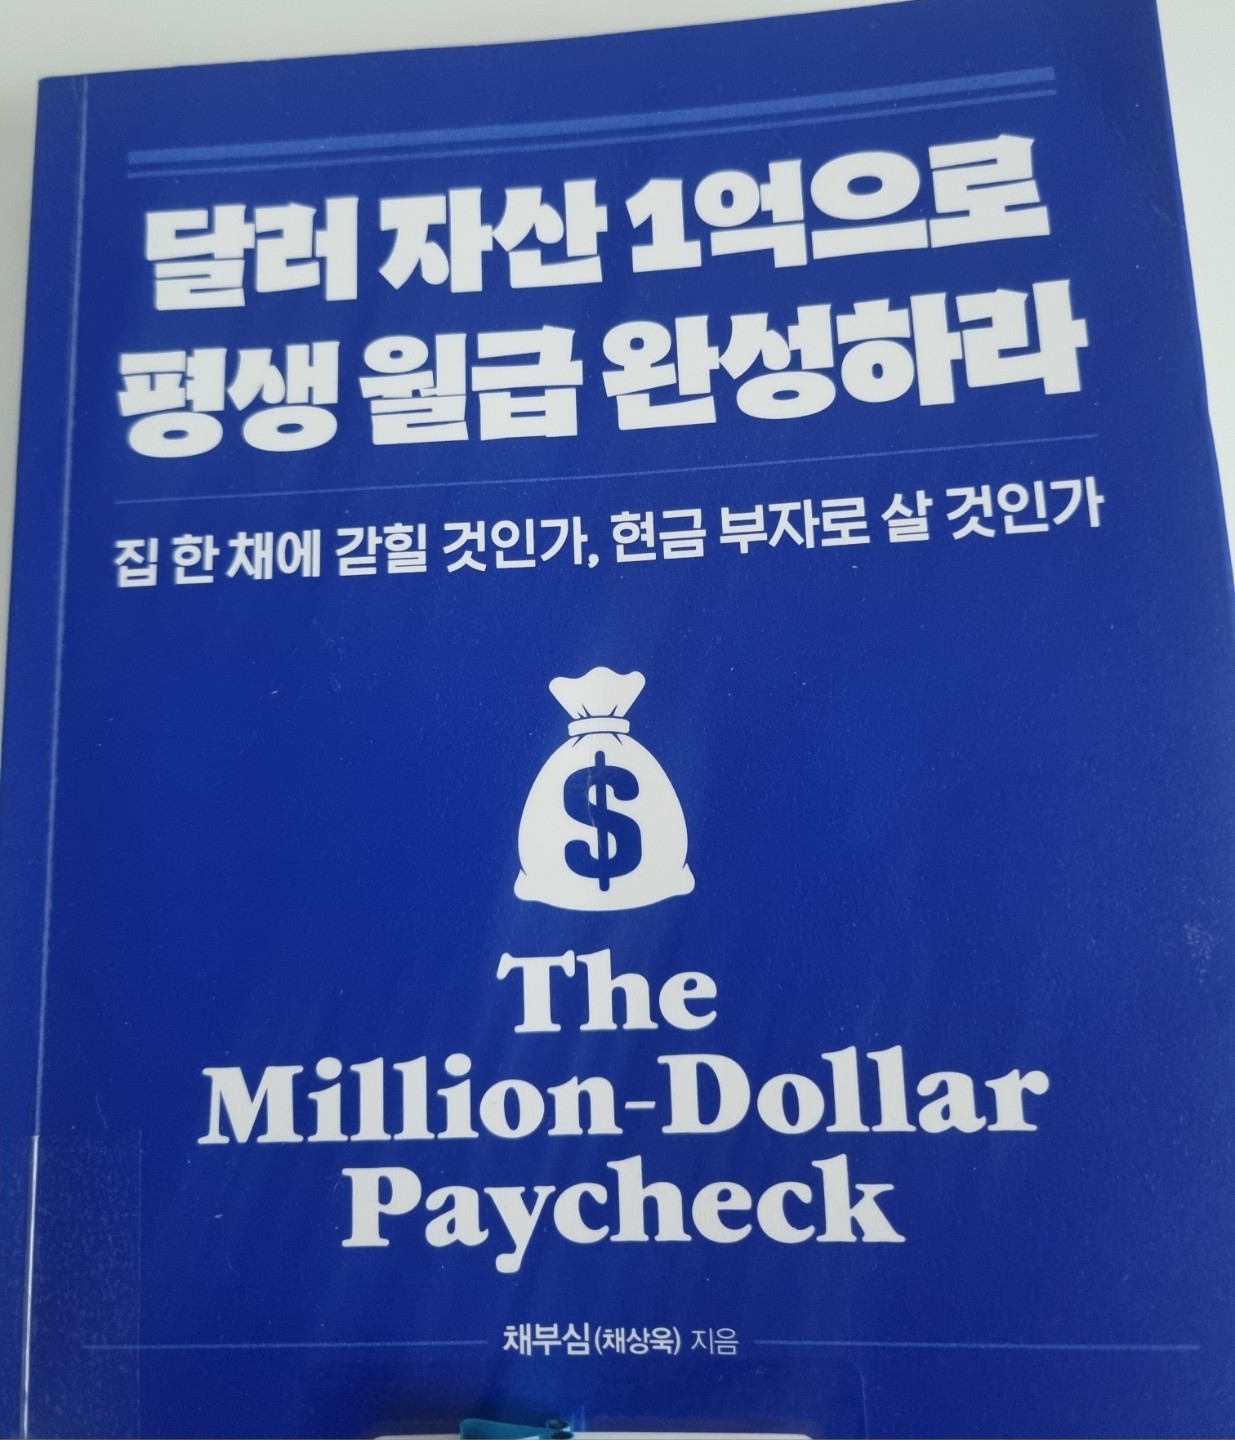 달러 자산 1억으로
평생 월급 완성하라
집 한 채에 갇힐 것인가, 현금 부자로 살 것인가
$
The
Million-Dollar
Paycheck
채부심(채상욱) 지음